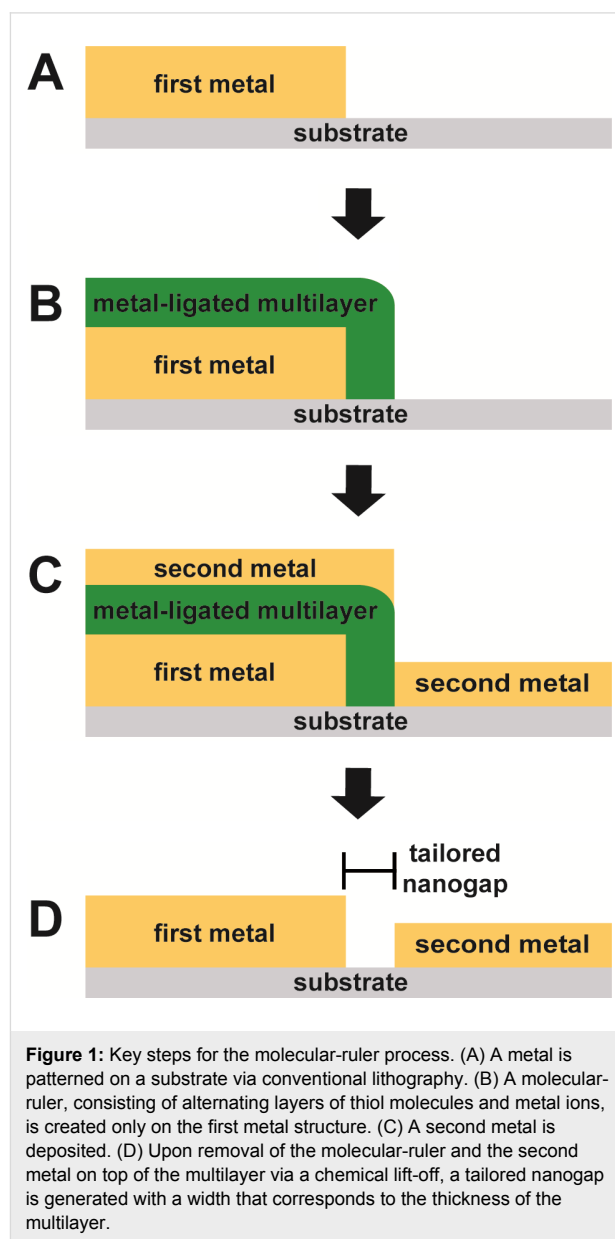 A
first metal
substrate
B
metal-ligated multilayer
first metal
substrate
C
second metal
metal-ligated multilayer
first metal
second metal
substrate
tailored
nanogap
D
first metal
second metal
substrate
Figure 1: Key steps for the molecular-ruler process. (A) A metal is
patterned on a substrate via conventional lithography. (B) A molecular-
ruler, consisting of alternating layers of thiol molecules and metal ions,
is created only on the first metal structure. (C) A second metal is
deposited. (D) Upon removal of the molecular-ruler and the second
metal on top of the multilayer via a chemical lift-off, a tailored nanogap
is generated with a width that corresponds to the thickness of the
multilayer.